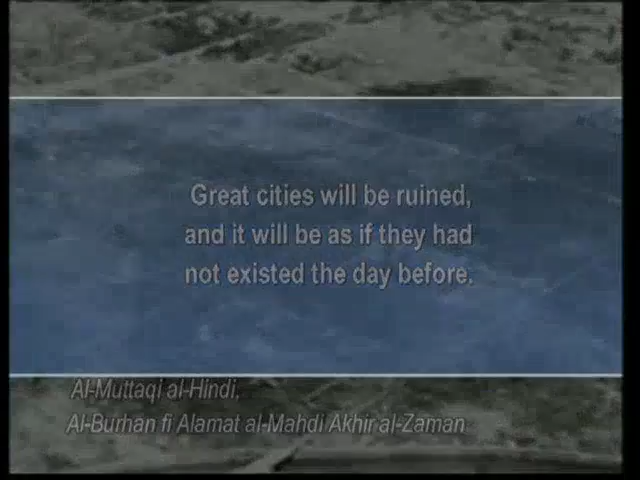 Great cities will be ruined,
and it will be as if they had
not existed the day before.
Al-Muttaqi al-Hindi,
Al-Burhan fi Alamat al-Mahdi Akhir al-Zaman